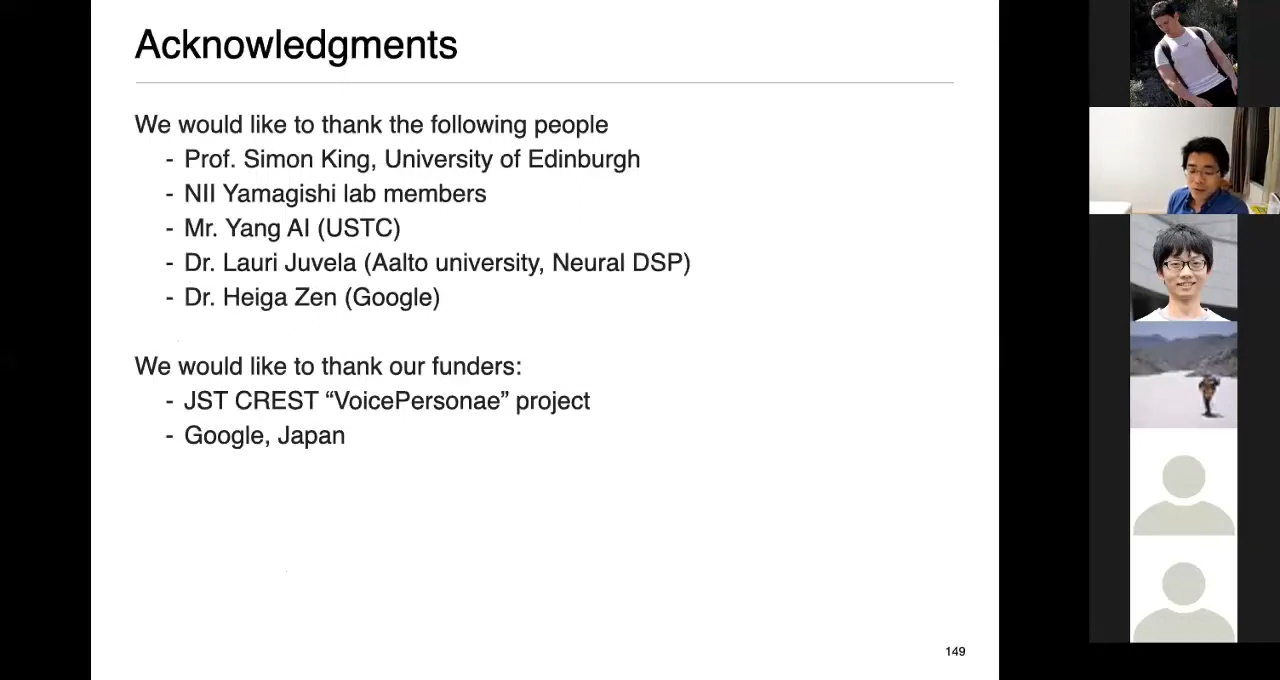 Acknowledgments
We would like to thank the following people
- Prof. Simon King, University of Edinburgh
- NII Yamagishi lab members
- Mr. Yang AI (USTC)
- Dr. Lauri Juvela (Aalto university, Neural DSP)
- Dr. Heiga Zen (Google)
We would like to thank our funders:
- JST CREST “VoicePersonae” project
- Google, Japan
149